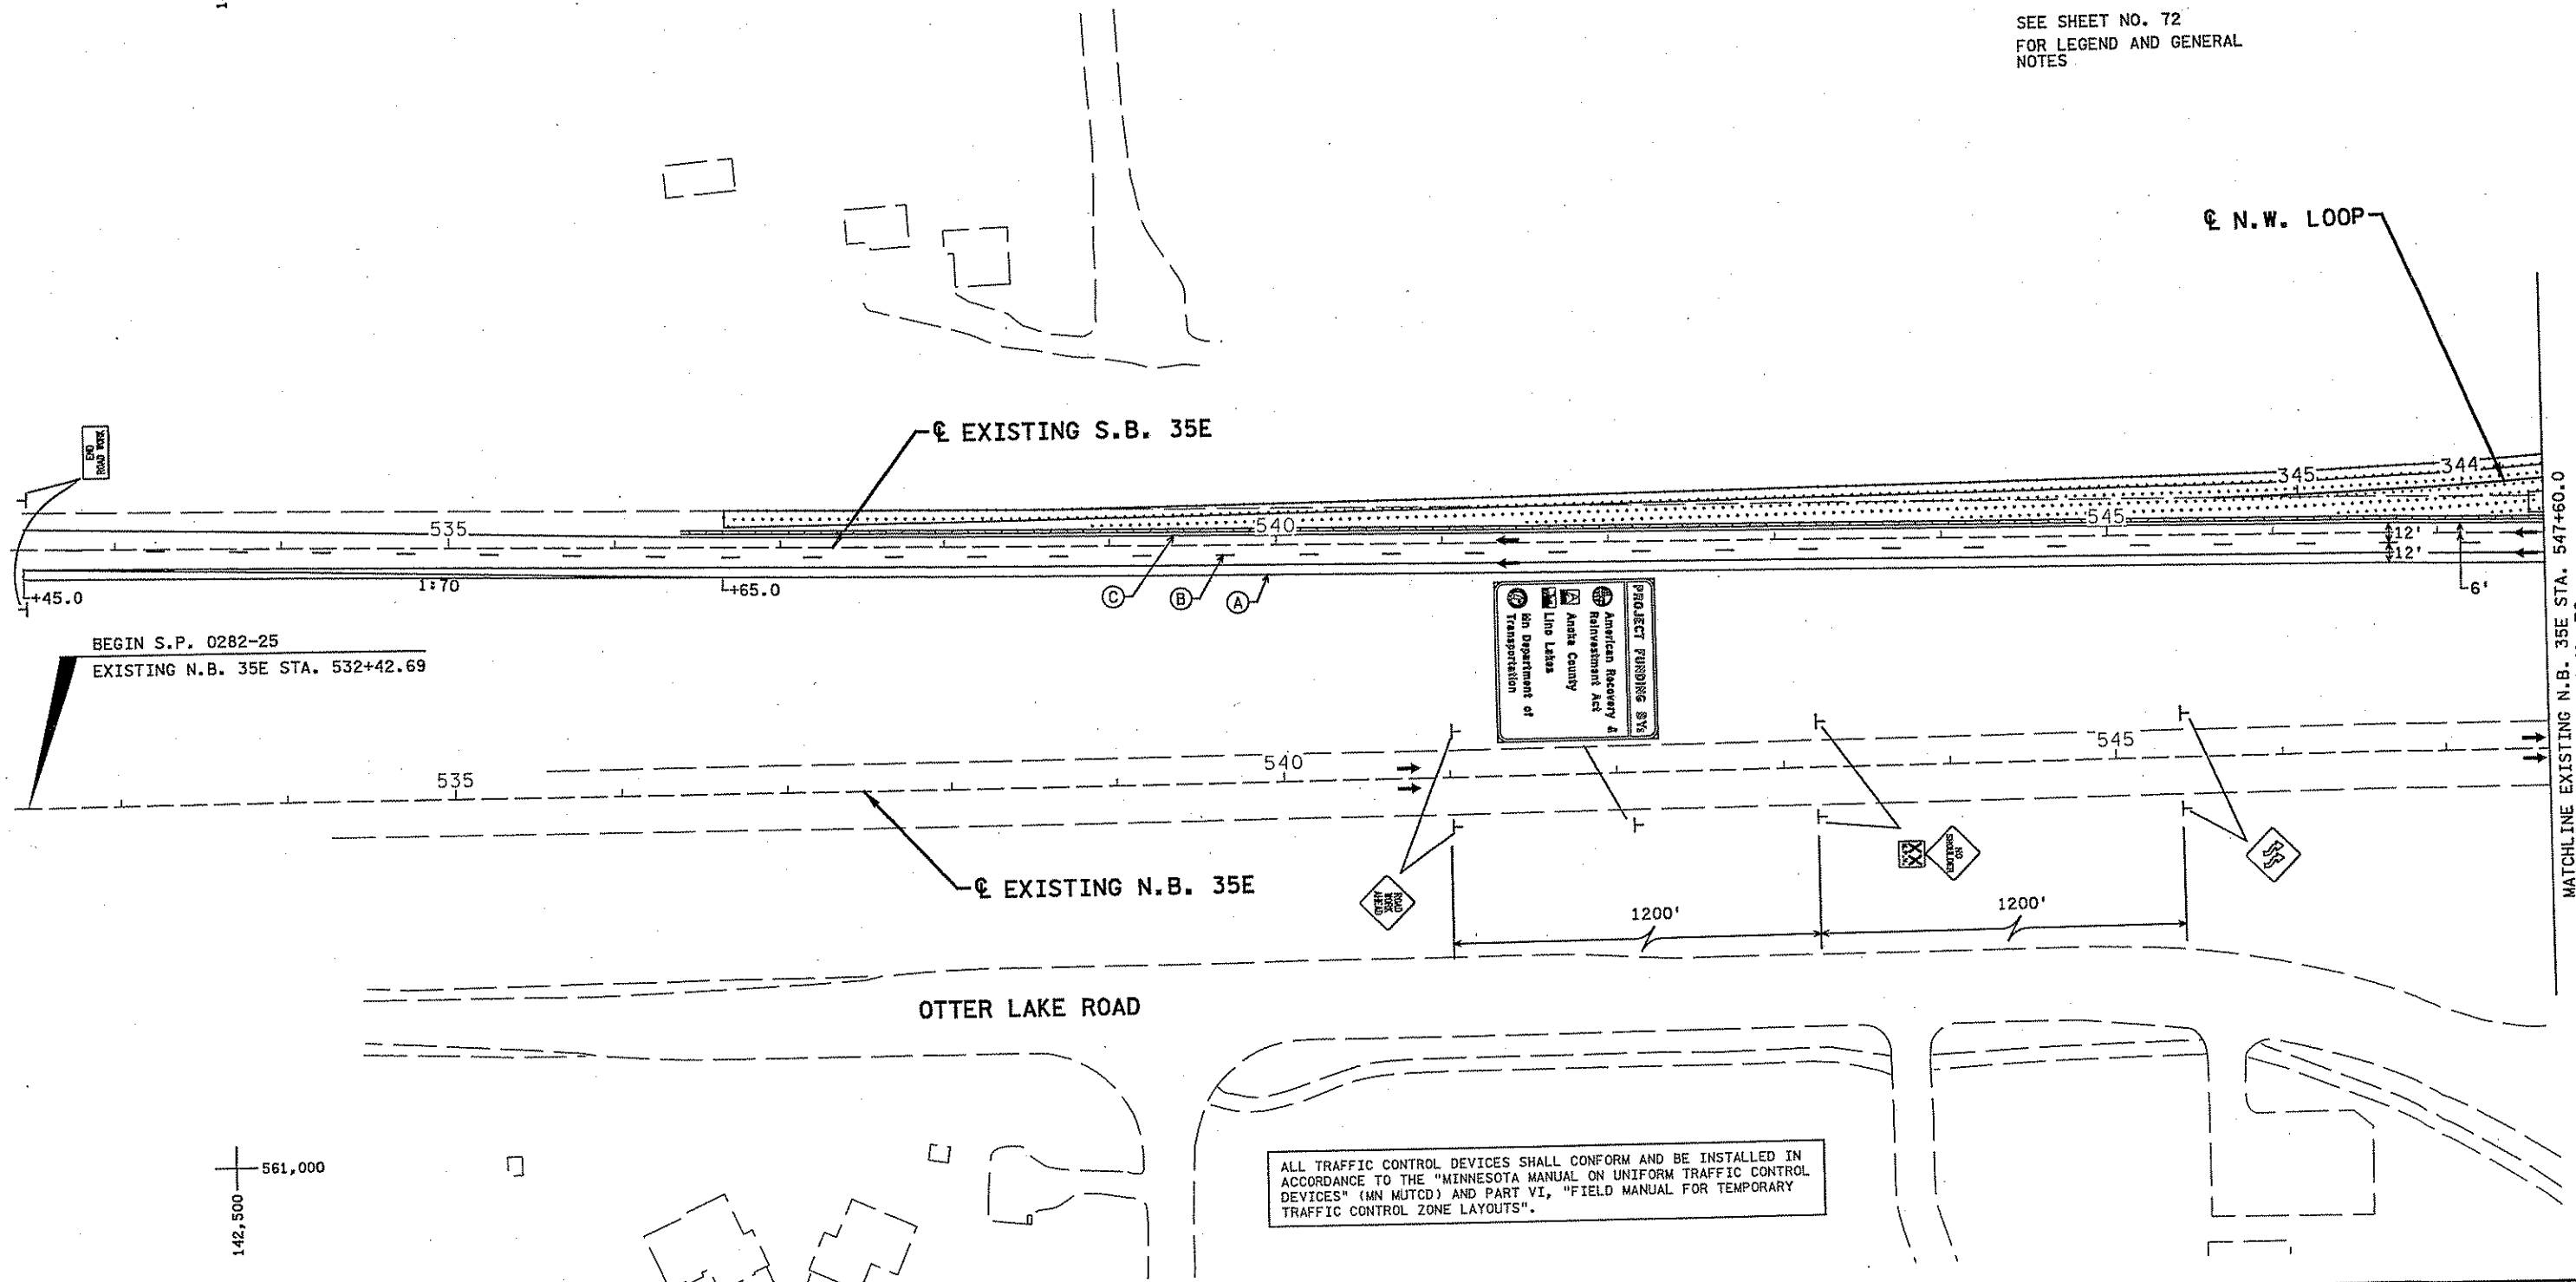 SEE SHEET NO. 72
FOR LEGEND AND GENERAL
NOTES
℄ N.W. LOOP
℄ EXISTING S.B. 35E
END
ROAD WORK
344
345
535
540
545
12'
12'
6'
1:70
+45.0
+65.0
C
B
A
BEGIN S.P. 0282-25
EXISTING N.B. 35E STA. 532+42.69
PROJECT FUNDING BY:
American Recovery &
Reinvestment Act
Anoka County
Lino Lakes
Mn Department of
Transportation
MATCHLINE EXISTING N.B. 35E STA. 547+60.0
535
540
545
℄ EXISTING N.B. 35E
ROAD
WORK
AHEAD
XX
NO
SHOULDER
1200'
1200'
OTTER LAKE ROAD
561,000
142,500
ALL TRAFFIC CONTROL DEVICES SHALL CONFORM AND BE INSTALLED IN
ACCORDANCE TO THE "MINNESOTA MANUAL ON UNIFORM TRAFFIC CONTROL
DEVICES" (MN MUTCD) AND PART VI, "FIELD MANUAL FOR TEMPORARY
TRAFFIC CONTROL ZONE LAYOUTS".